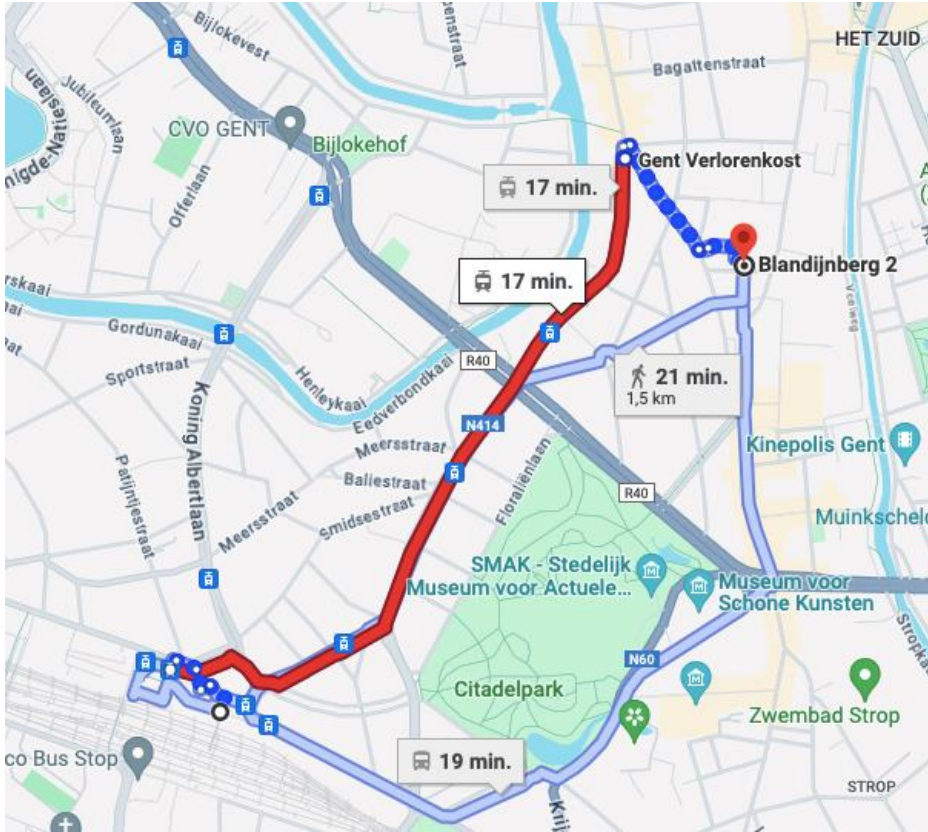 Bijlokevest
HET ZUID
Bagattenstraat
Jubileumlaan
CVO GENT
Bijlokehof
Offerlaan
Gent Verlorenkost
17 min.
Blandijnberg 2
17 min.
Gordunakaai
Sportstraat
Henleykaai
Eedverbondkaai
R40
21 min.
1,5 km
Koning Albertlaan
N414
Meersstraat
Baliestraat
Smidsestraat
Floraliënlaan
Kinepolis Gent
Patijntjestraat
Meersstraat
R40
SMAK - Stedelijk
Museum voor Actuele...
Museum voor
Schone Kunsten
N60
Citadelpark
Zwembad Strop
co Bus Stop
19 min.
STROP